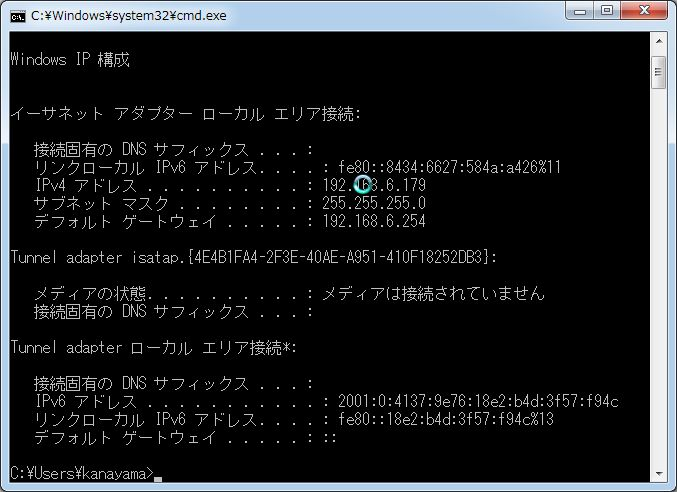 C:¥Windows¥system32¥cmd.exe
Windows IP 構成
イーサネット アダプター ローカル エリア接続:
接続固有の DNS サフィックス . . . :
リンクローカル IPv6 アドレス. . . . : fe80::8434:6627:584a:a426%11
IPv4 アドレス . . . . . . . . . . : 192.168.6.179
サブネット マスク . . . . . . . . : 255.255.255.0
デフォルト ゲートウェイ . . . . . : 192.168.6.254
Tunnel adapter isatap.{4E4B1FA4-2F3E-40AE-A951-410F18252DB3}:
メディアの状態. . . . . . . . . . : メディアは接続されていません
接続固有の DNS サフィックス . . . :
Tunnel adapter ローカル エリア接続*:
接続固有の DNS サフィックス . . . :
IPv6 アドレス . . . . . . . . . . . : 2001:0:4137:9e76:18e2:b4d:3f57:f94c
リンクローカル IPv6 アドレス. . . . : fe80::18e2:b4d:3f57:f94c%13
デフォルト ゲートウェイ . . . . . : ::
C:¥Users¥kanayama>